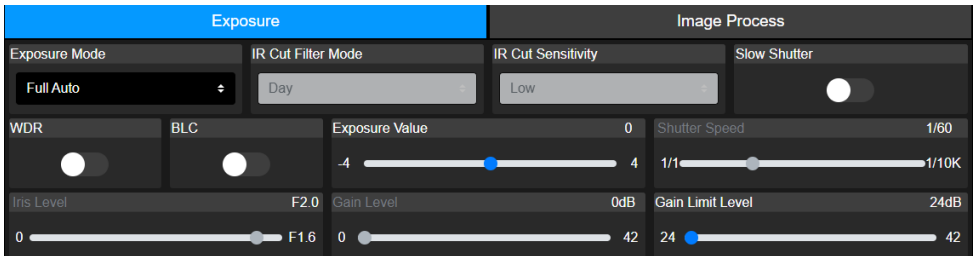 Exposure Image Process
Exposure Mode IR Cut Filter Mode IR Cut Sensitivity Slow Shutter
Full Auto Day Low
WDR BLC Exposure Value 0 Shutter Speed 1/60
-4 4 1/1 1/10K
Iris Level F2.0 Gain Level 0dB Gain Limit Level 24dB
0 F1.6 0 42 24 42